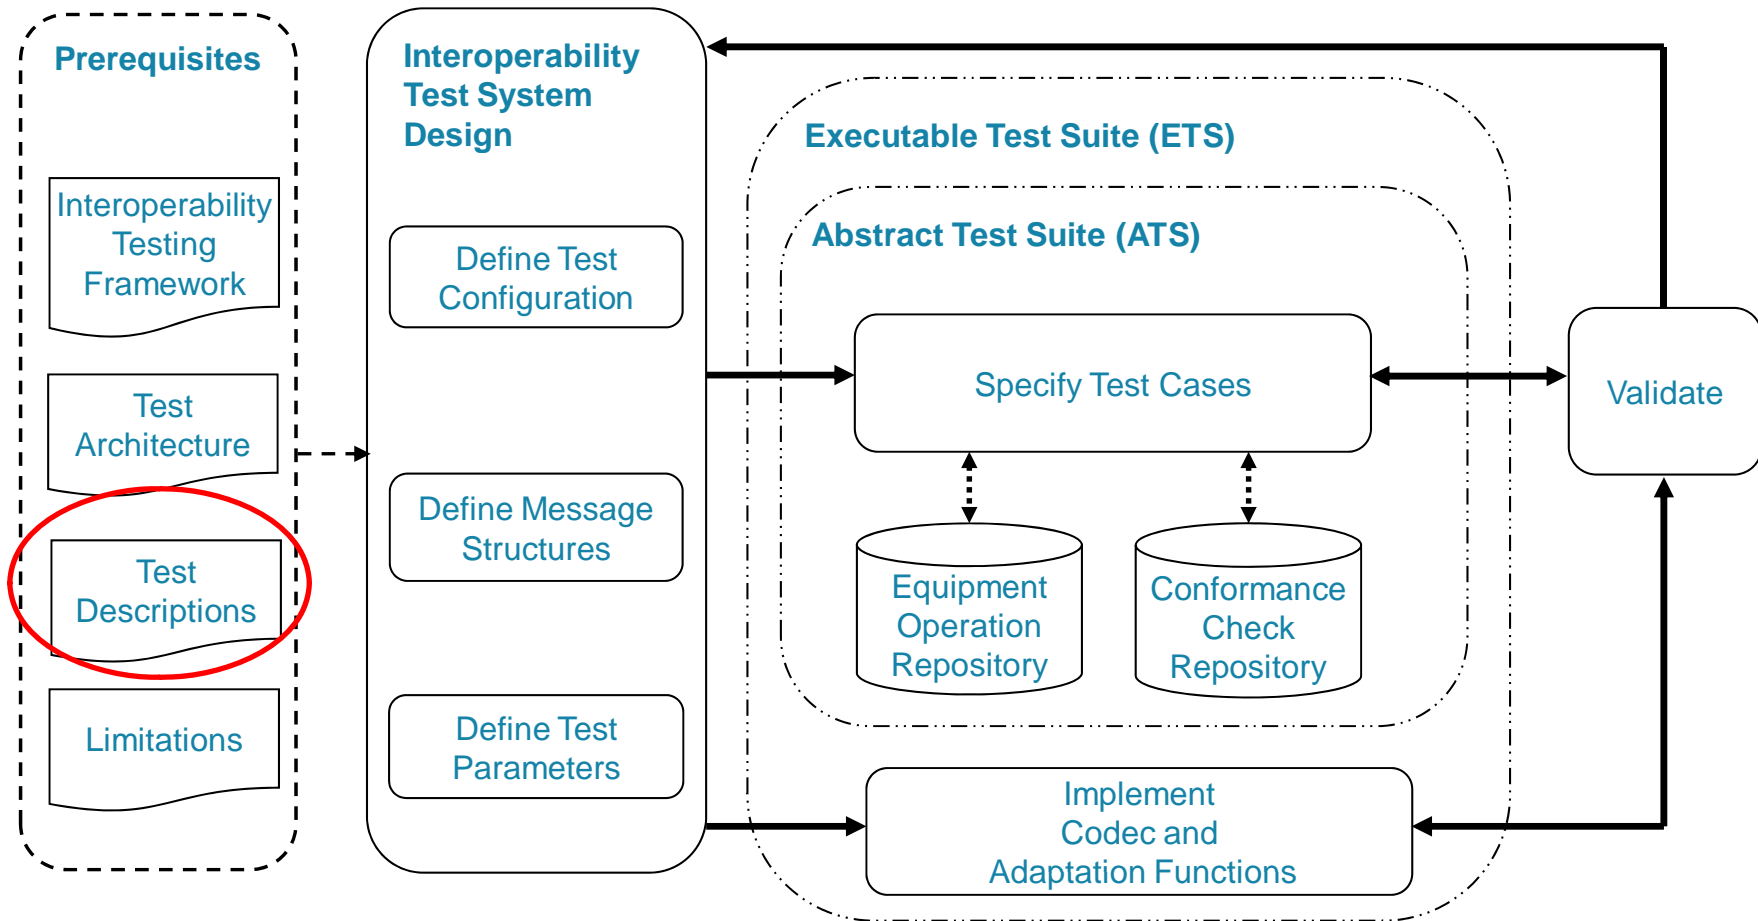 Prerequisites
Interoperability
Testing
Framework
Test
Architecture
Test
Descriptions
Limitations
Interoperability
Test System
Design
Define Test
Configuration
Define Message
Structures
Define Test
Parameters
Executable Test Suite (ETS)
Abstract Test Suite (ATS)
Specify Test Cases
Equipment
Operation
Repository
Conformance
Check
Repository
Implement
Codec and
Adaptation Functions
Validate